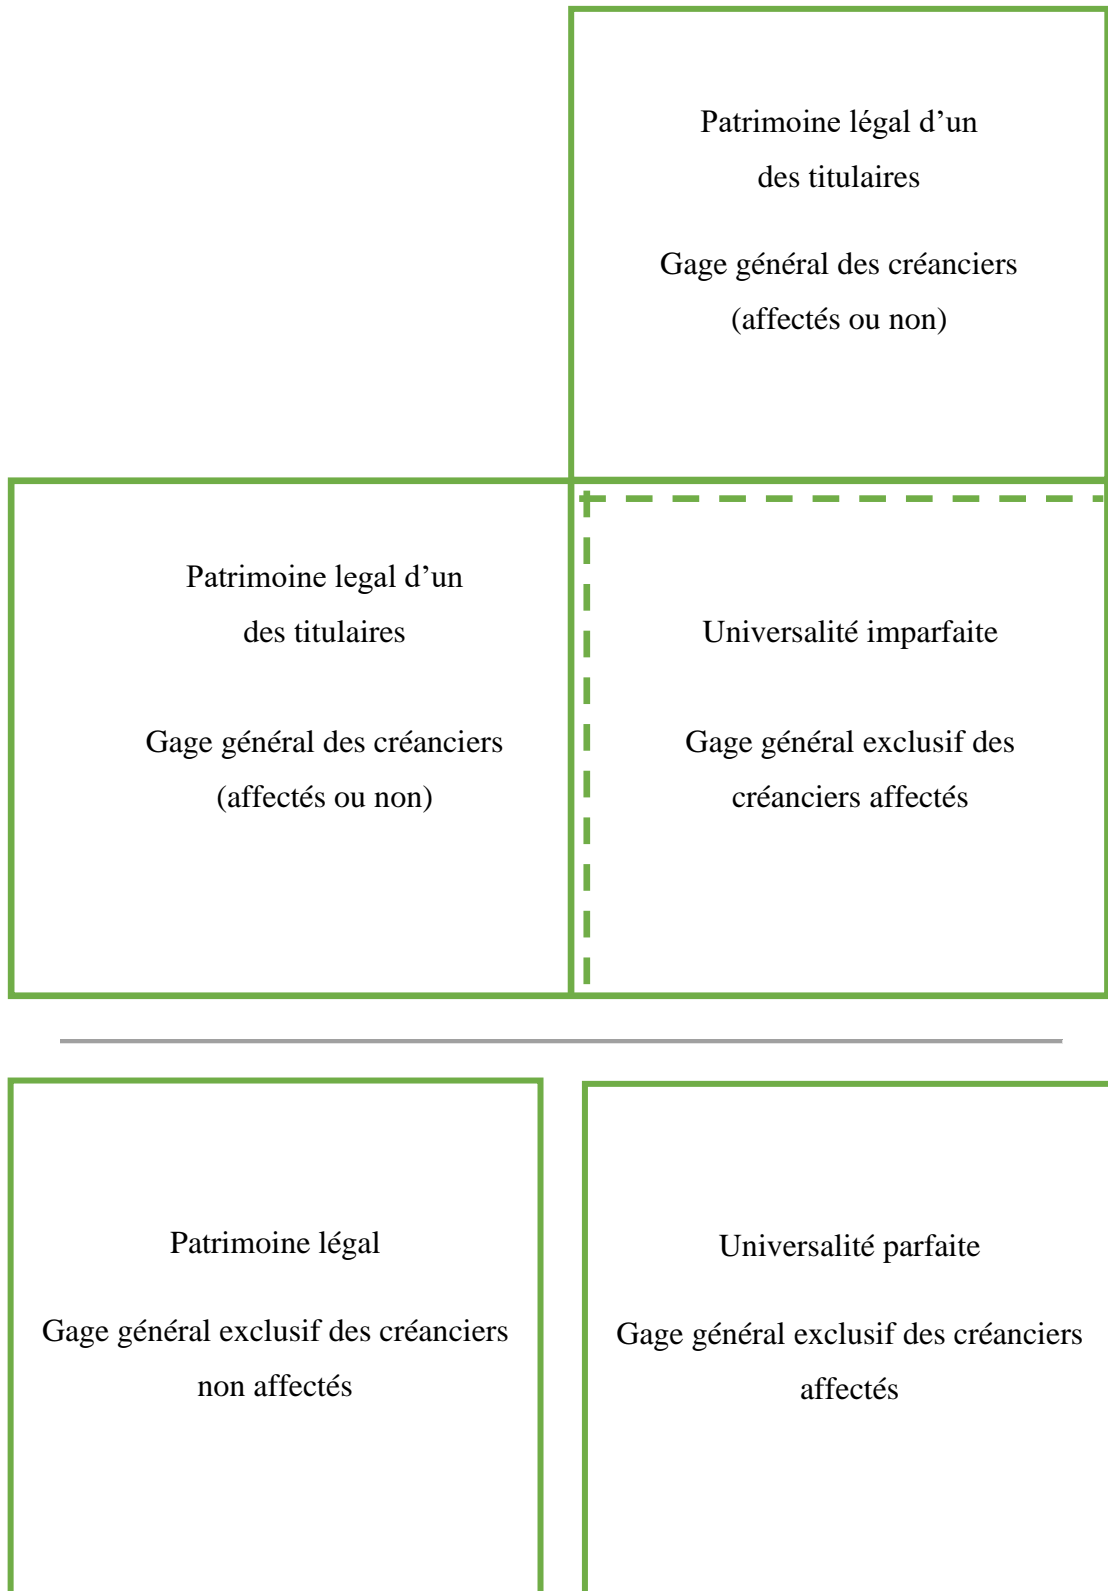 Patrimoine légal d’un
des titulaires
Gage général des créanciers
(affectés ou non)
Patrimoine legal d’un
des titulaires
Gage général des créanciers
(affectés ou non)
Universalité imparfaite
Gage général exclusif des
créanciers affectés
Patrimoine légal
Gage général exclusif des créanciers
non affectés
Universalité parfaite
Gage général exclusif des créanciers
affectés